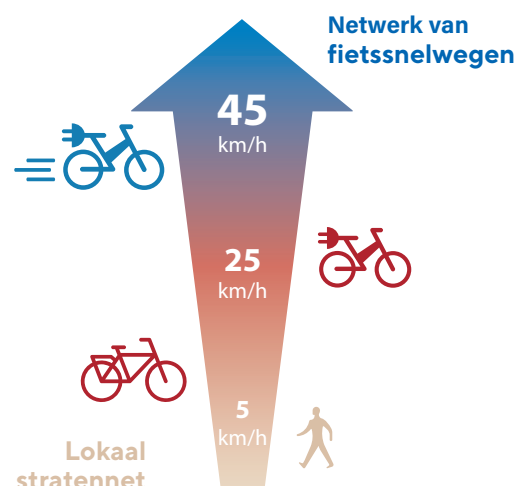 Netwerk van
fietssnelwegen
45
km/h
25
km/h
5
km/h
Lokaal
stratennet